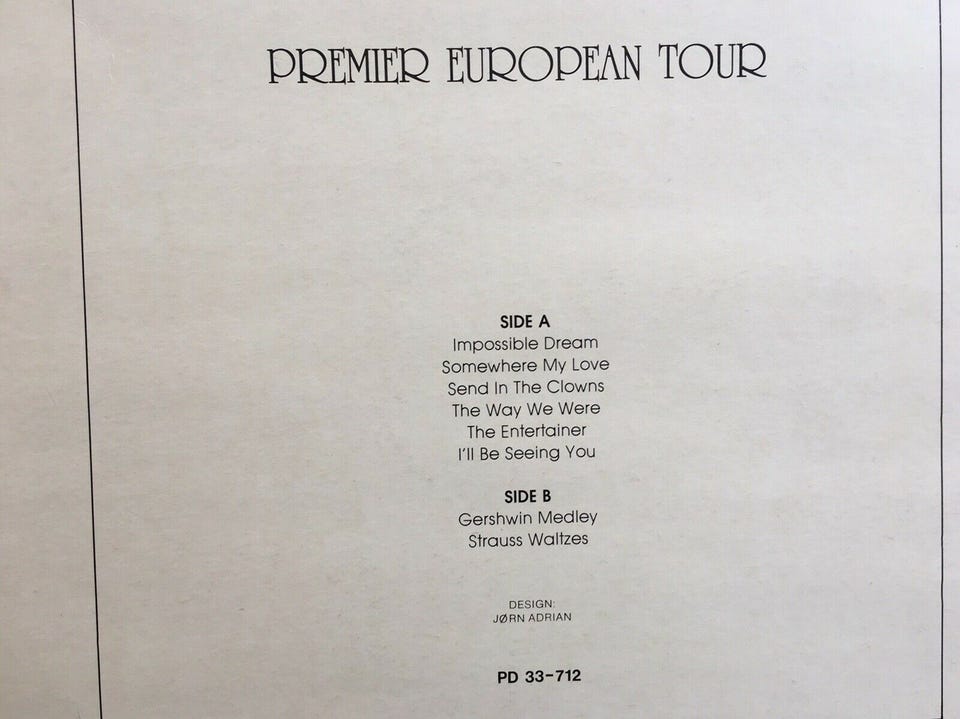 PREMIER EUROPEAN TOUR
SIDE A
Impossible Dream
Somewhere My Love
Send In The Clowns
The Way We Were
The Entertainer
I'll Be Seeing You
SIDE B
Gershwin Medley
Strauss Waltzes
DESIGN:
JØRN ADRIAN
PD 33-712